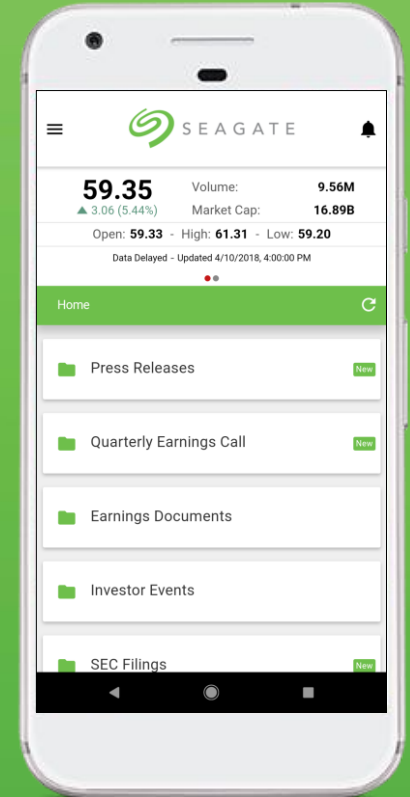 SEAGATE
59.35
Volume: 9.56M
▲ 3.06 (5.44%)
Market Cap: 16.89B
Open: 59.33 - High: 61.31 - Low: 59.20
Data Delayed - Updated 4/10/2018, 4:00:00 PM
Home
Press Releases New
Quarterly Earnings Call New
Earnings Documents
Investor Events
SEC Filings New